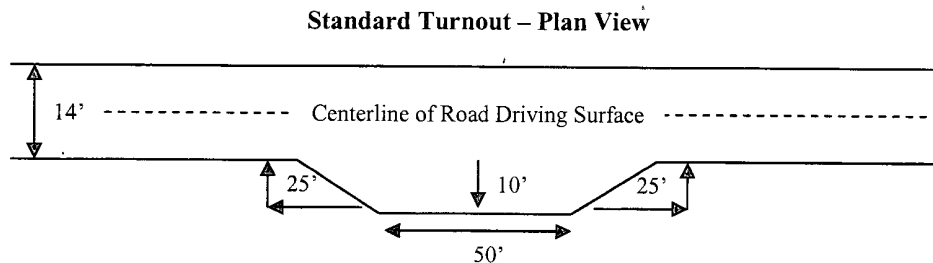 Standard Turnout – Plan View
14'
Centerline of Road Driving Surface
25'
10'
25'
50'